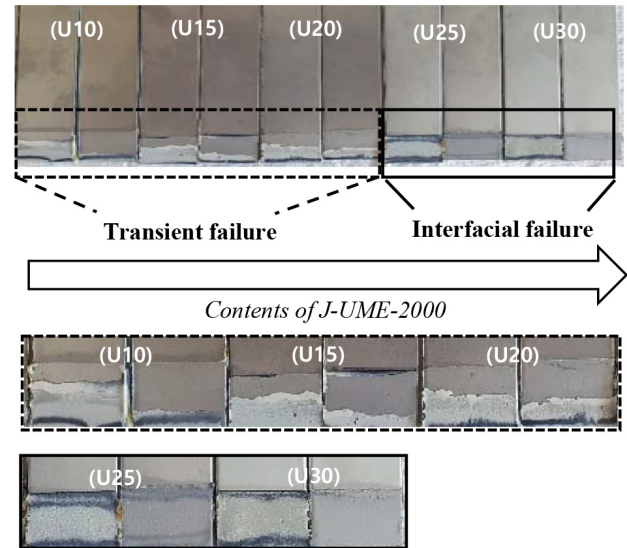 (U10) (U15) (U20) (U25) (U30)
Transient failure Interfacial failure
Contents of J-UME-2000
(U10) (U15) (U20)
(U25) (U30)